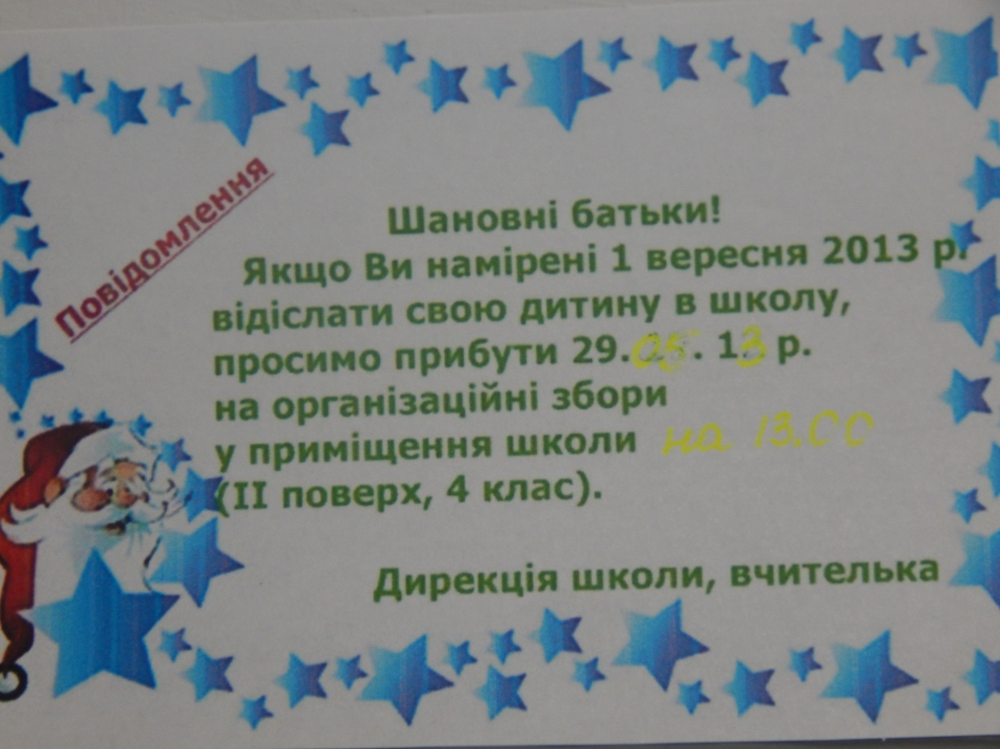 Повідомлення
Шановні батьки!
Якщо Ви намірені 1 вересня 2013 р.
відіслати свою дитину в школу,
просимо прибути 29.05. 13 р.
на організаційні збори
у приміщення школи на 13.00
(ІІ поверх, 4 клас).
Дирекція школи, вчителька